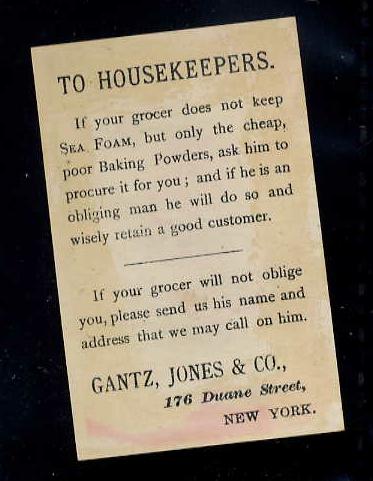 TO HOUSEKEEPERS.
If your grocer does not keep
SEA FOAM, but only the cheap,
poor Baking Powders, ask him to
procure it for you; and if he is an
obliging man he will do so and
wisely retain a good customer.
If your grocer will not oblige
you, please send us his name and
address that we may call on him.
GANTZ, JONES & CO.,
176 Duane Street,
NEW YORK.